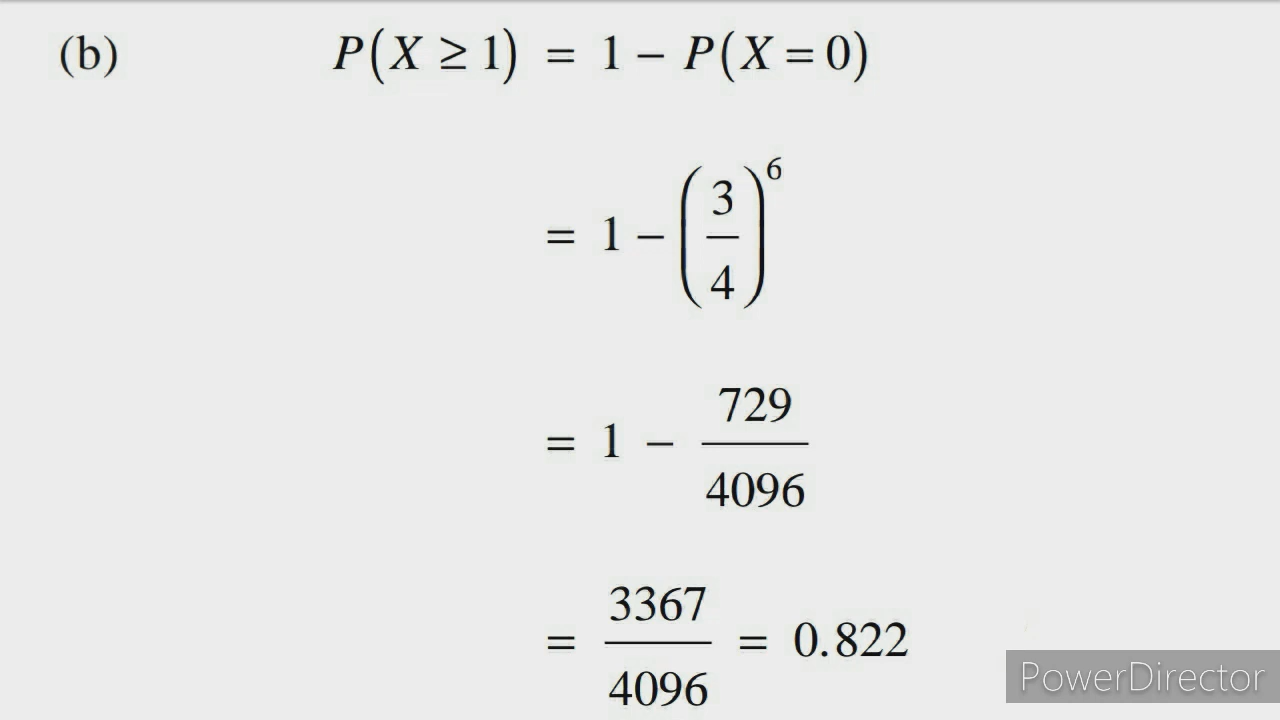 (b) P(X ≥ 1) = 1 − P(X = 0)
= 1 − (3/4)^6
= 1 − 729/4096
= 3367/4096 = 0.822
PowerDirector